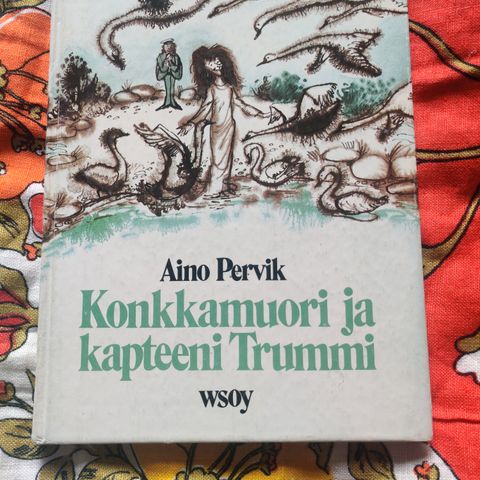 Aino Pervik
Konkkamuori ja
kapteeni Trummi
wsoy